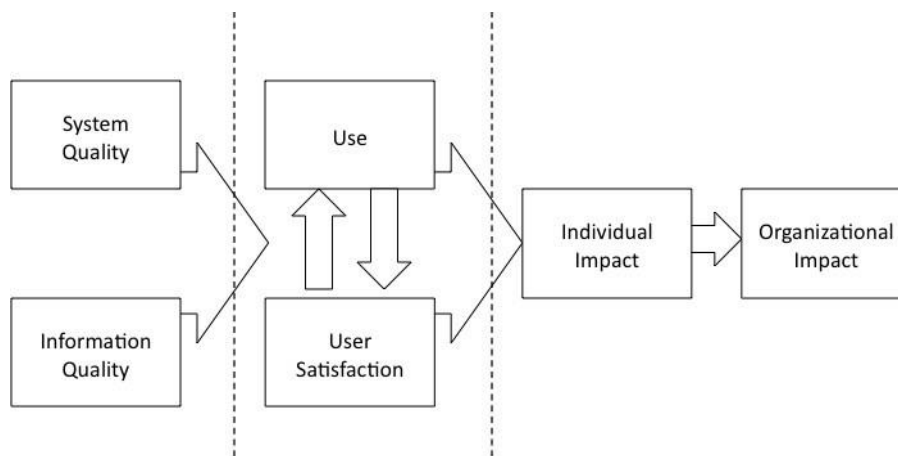 System
Quality
Use
Individual
Impact
Organizational
Impact
Information
Quality
User
Satisfaction